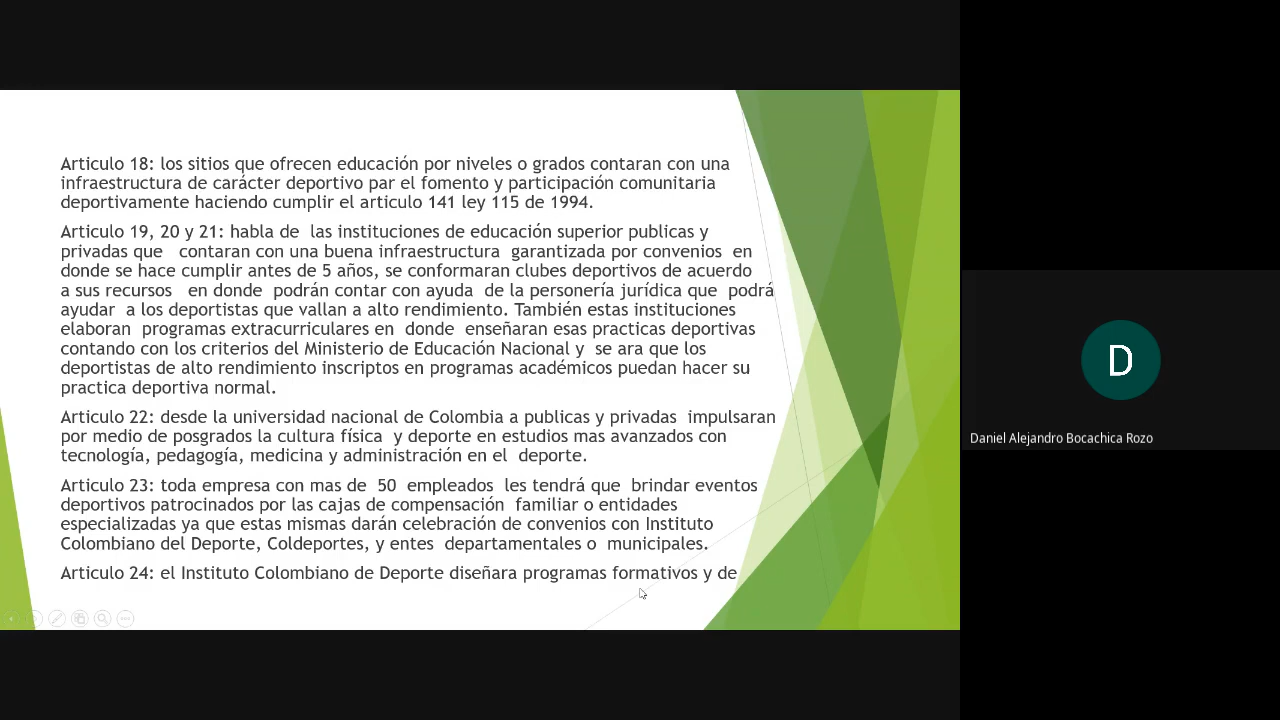 Articulo 18: los sitios que ofrecen educación por niveles o grados contaran con una
infraestructura de carácter deportivo par el fomento y participación comunitaria
deportivamente haciendo cumplir el articulo 141 ley 115 de 1994.
Articulo 19, 20 y 21: habla de las instituciones de educación superior publicas y
privadas que contaran con una buena infraestructura garantizada por convenios en
donde se hace cumplir antes de 5 años, se conformaran clubes deportivos de acuerdo
a sus recursos en donde podrán contar con ayuda de la personería jurídica que podrá
ayudar a los deportistas que vallan a alto rendimiento. También estas instituciones
elaboran programas extracurriculares en donde enseñaran esas practicas deportivas
contando con los criterios del Ministerio de Educación Nacional y se ara que los
deportistas de alto rendimiento inscriptos en programas académicos puedan hacer su
practica deportiva normal.
Articulo 22: desde la universidad nacional de Colombia a publicas y privadas impulsaran
por medio de posgrados la cultura física y deporte en estudios mas avanzados con
tecnología, pedagogía, medicina y administración en el deporte.
Articulo 23: toda empresa con mas de 50 empleados les tendrá que brindar eventos
deportivos patrocinados por las cajas de compensación familiar o entidades
especializadas ya que estas mismas darán celebración de convenios con Instituto
Colombiano del Deporte, Coldeportes, y entes departamentales o municipales.
Articulo 24: el Instituto Colombiano de Deporte diseñara programas formativos y de
D
Daniel Alejandro Bocachica Rozo